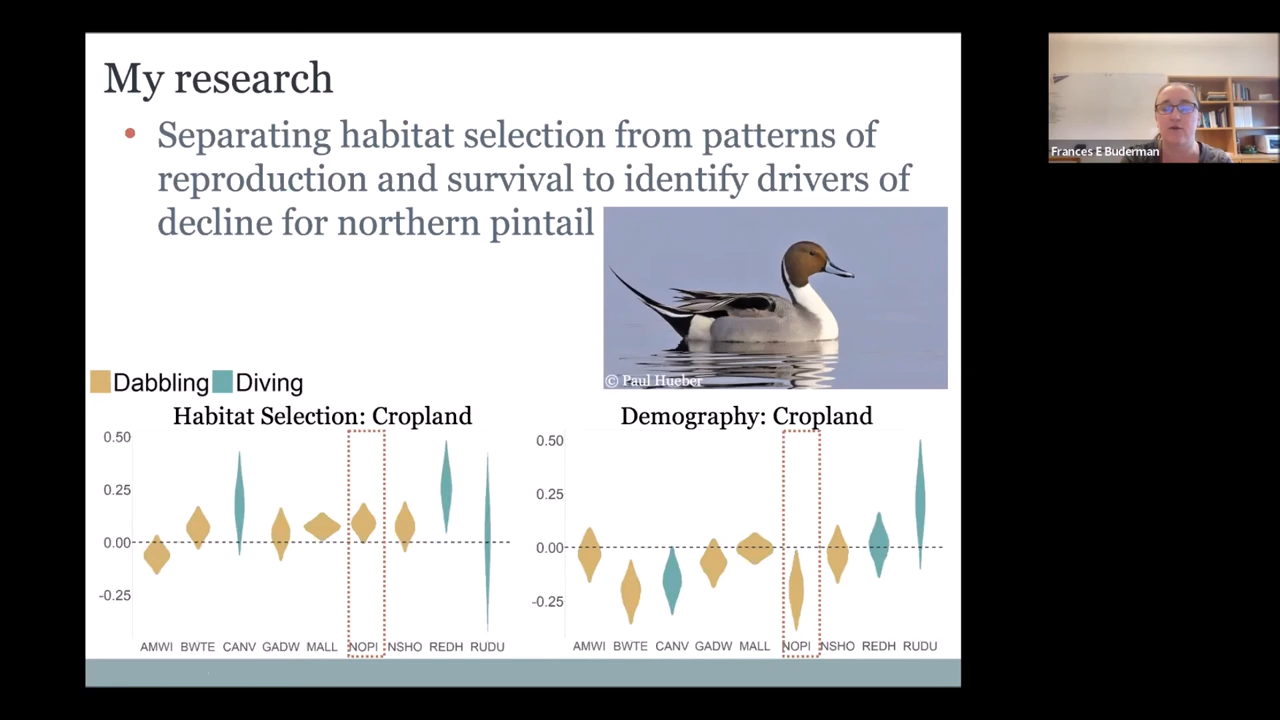 My research
• Separating habitat selection from patterns of
reproduction and survival to identify drivers of
decline for northern pintail
© Paul Hueber
Frances E Buderman
Dabbling Diving
Habitat Selection: Cropland
0.50
0.25
0.00
-0.25
AMWI BWTE CANV GADW MALL NOPI NSHO REDH RUDU
Demography: Cropland
0.50
0.25
0.00
-0.25
AMWI BWTE CANV GADW MALL NOPI NSHO REDH RUDU